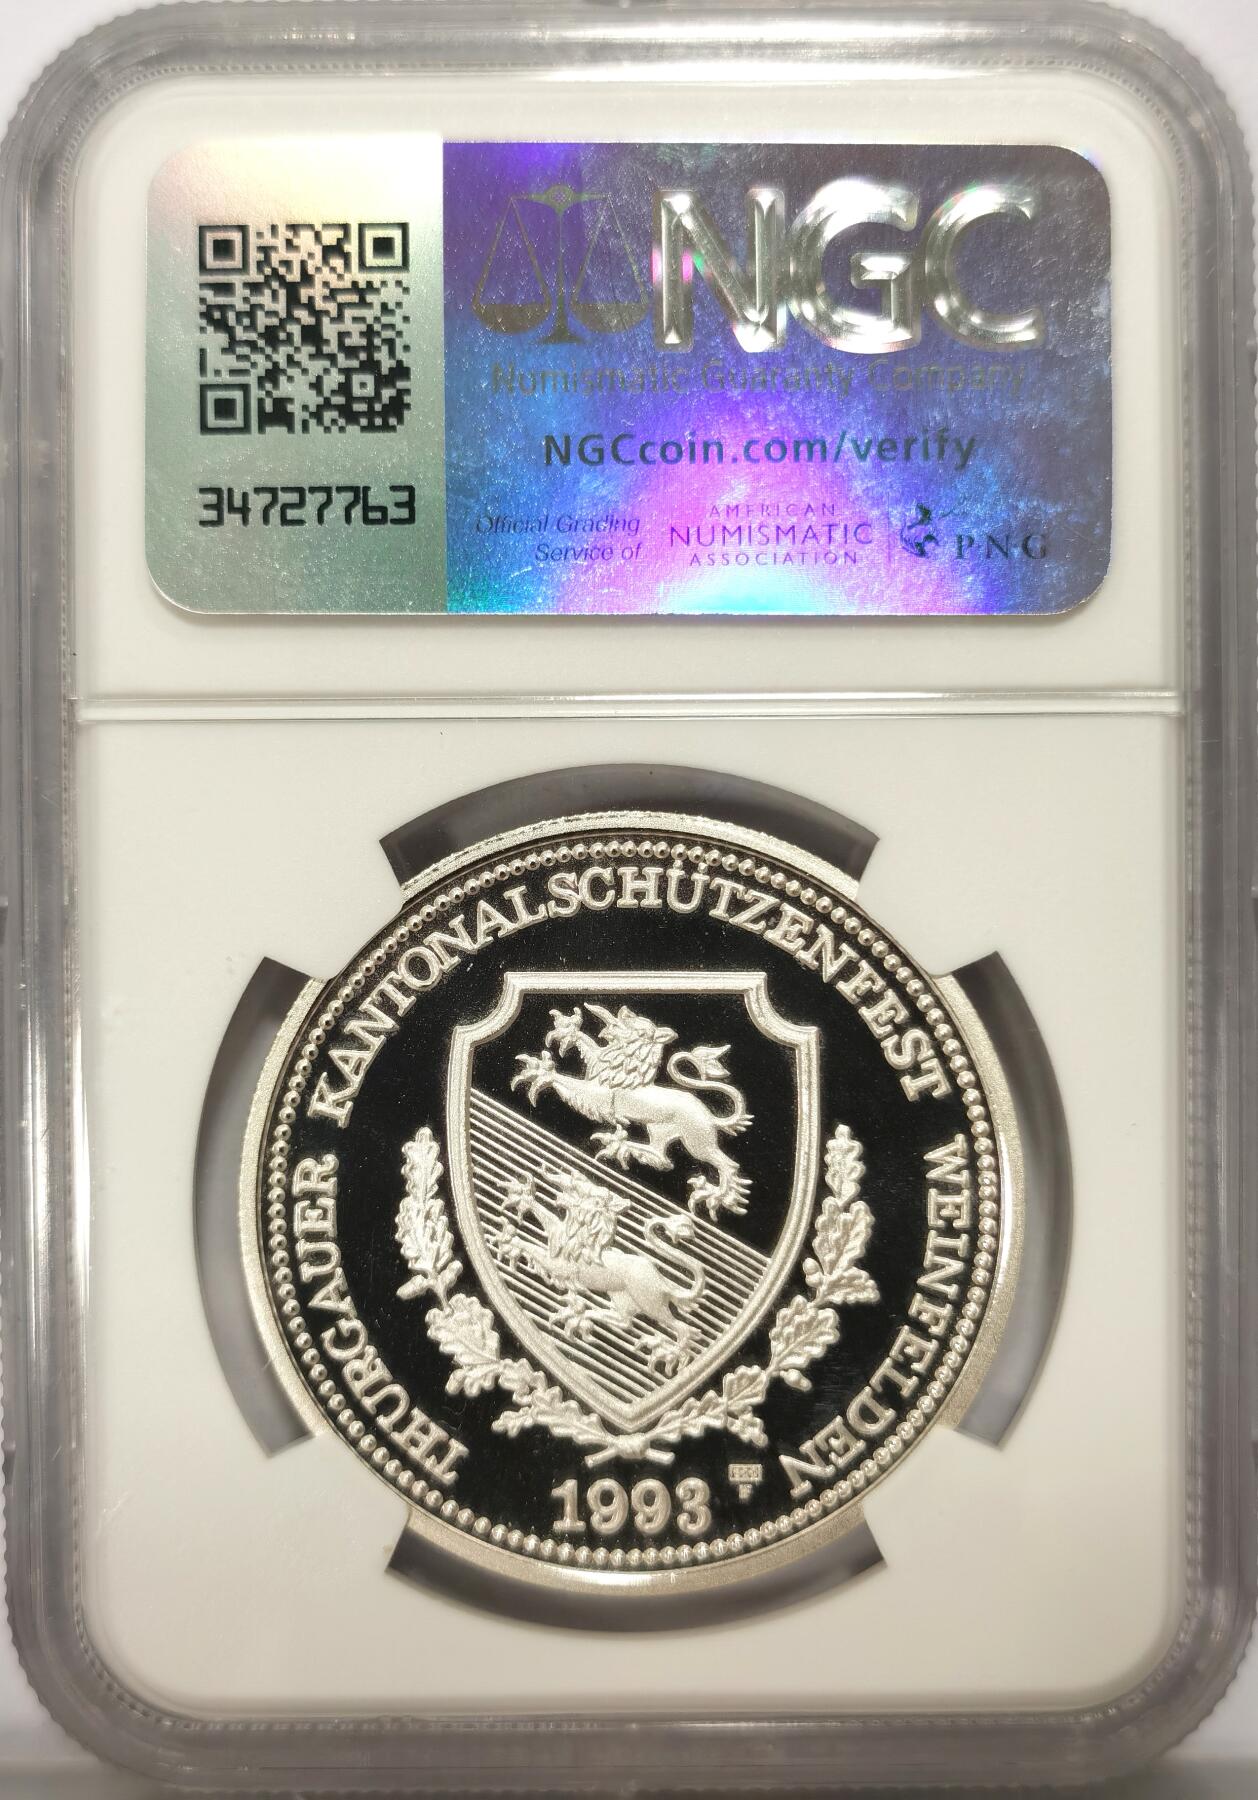 NGC
Numismatic Guaranty Company
NGCcoin.com/verify
34727763
Official Grading
Service of
AMERICAN
NUMISMATIC
ASSOCIATION
PNG
THURGAUER KANTONALSCHÜTZENFEST WEINFELDEN
1993